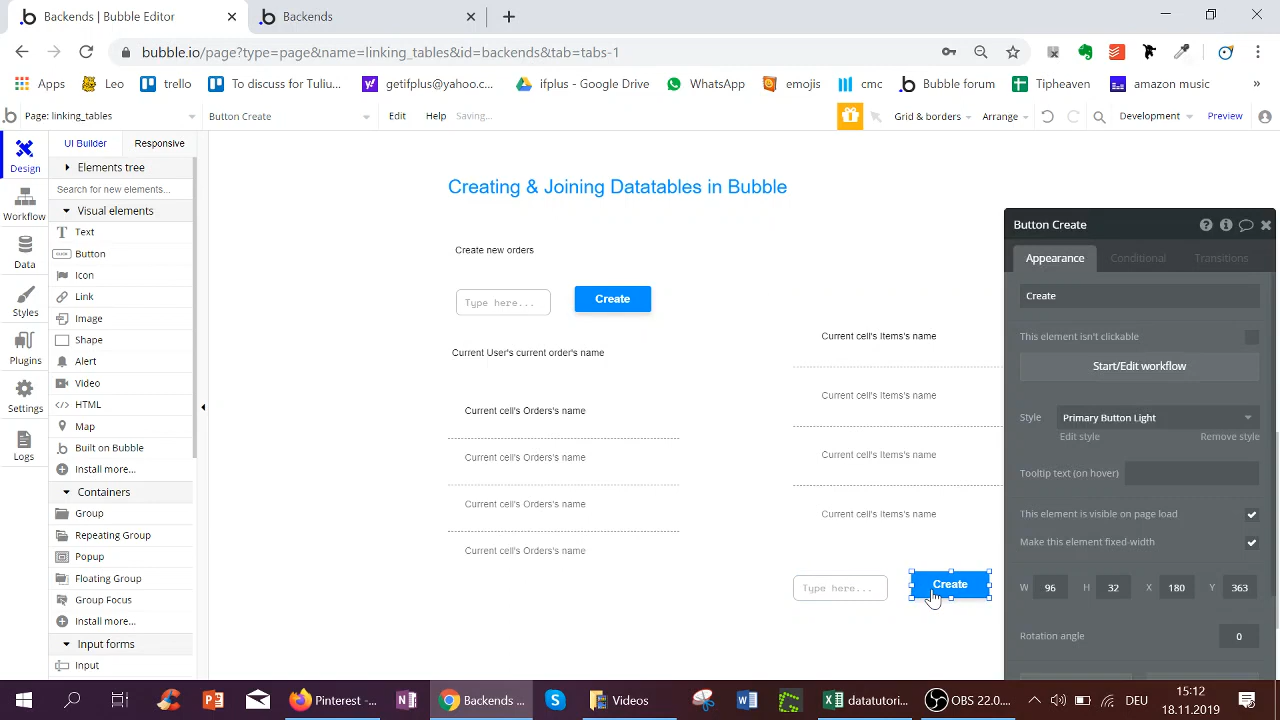 Backends | Bubble Editor
Backends
bubble.io/page?type=page&name=linking_tables&id=backends&tab=tabs-1
Apps
Leo
trello
To discuss for Tuliu...
getifplus@yahoo.c...
ifplus - Google Drive
WhatsApp
emojis
cmc
Bubble forum
Tipheaven
amazon music
»
Page: linking_tables
Button Create
Edit
Help
Saving...
Grid & borders
Arrange
Development
Preview
Design
Workflow
Data
Styles
Plugins
Settings
Logs
UI Builder
Responsive
Elements tree
Search for new elements...
Visual elements
Text
Button
Icon
Link
Image
Shape
Alert
Video
HTML
Map
Built on Bubble
Install more...
Containers
Group
Repeating Group
Popup
Floating Group
Group Focus
Install more...
Input forms
Input
Creating & Joining Datatables in Bubble
Create new orders
Type here...
Create
Current User's current order's name
Current cell's Orders's name
Current cell's Orders's name
Current cell's Orders's name
Current cell's Orders's name
Current cell's Items's name
Current cell's Items's name
Current cell's Items's name
Current cell's Items's name
Type here...
Create
Button Create
Appearance
Conditional
Transitions
Create
This element isn't clickable
Start/Edit workflow
Style
Primary Button Light
Edit style
Remove style
Tooltip text (on hover)
This element is visible on page load
Make this element fixed-width
W 96 H 32 X 180 Y 363
Rotation angle
0
Pinterest -...
Backends ...
Videos
datatutori...
OBS 22.0....
DEU
15:12
18.11.2019